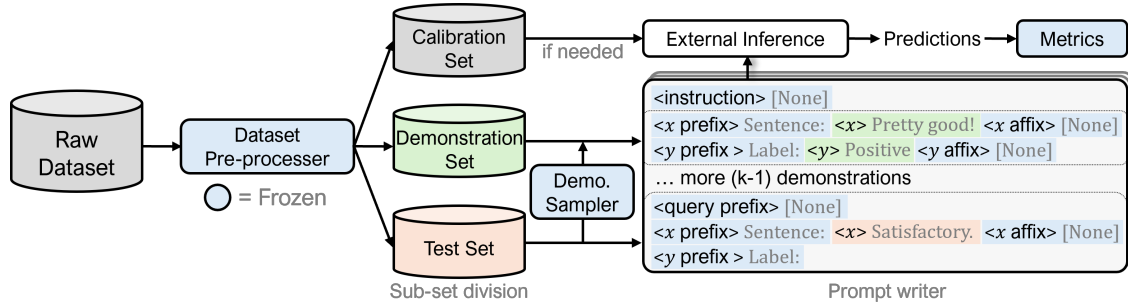 Raw
Dataset
Dataset
Pre-processer
= Frozen
Calibration
Set
Demonstration
Set
Test Set
Sub-set division
if needed
Demo.
Sampler
External Inference
Predictions
Metrics
<instruction> [None]
<x prefix> Sentence: <x> Pretty good! <x affix> [None]
<y prefix > Label: <y> Positive <y affix> [None]
... more (k-1) demonstrations
<query prefix> [None]
<x prefix> Sentence: <x> Satisfactory. <x affix> [None]
<y prefix > Label:
Prompt writer